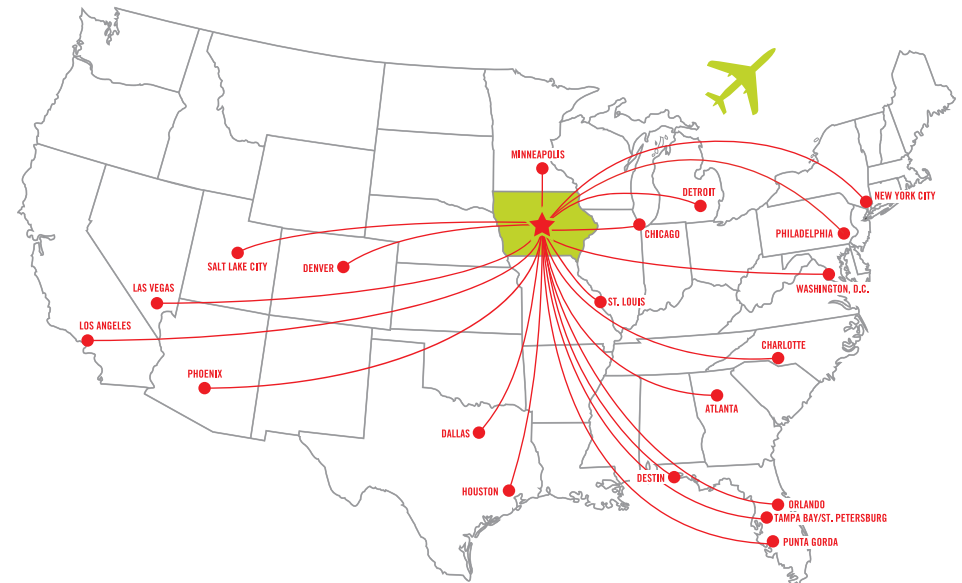 MINNEAPOLIS
DETROIT
NEW YORK CITY
CHICAGO
PHILADELPHIA
SALT LAKE CITY
DENVER
WASHINGTON, D.C.
LAS VEGAS
ST. LOUIS
LOS ANGELES
CHARLOTTE
PHOENIX
ATLANTA
DALLAS
DESTIN
HOUSTON
ORLANDO
TAMPA BAY/ST. PETERSBURG
PUNTA GORDA